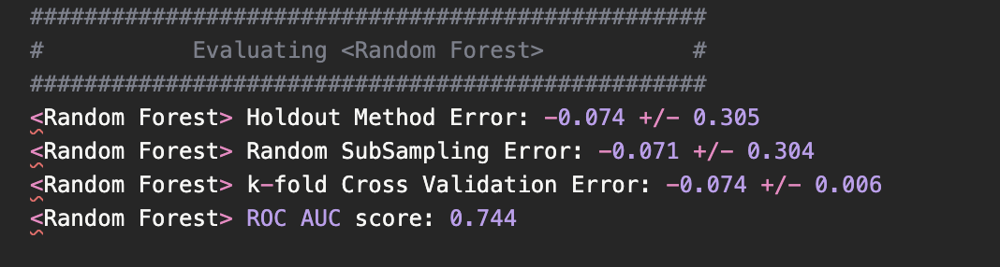 ##################################################
#           Evaluating <Random Forest>           #
##################################################
<Random Forest> Holdout Method Error: -0.074 +/- 0.305
<Random Forest> Random SubSampling Error: -0.071 +/- 0.304
<Random Forest> k-fold Cross Validation Error: -0.074 +/- 0.006
<Random Forest> ROC AUC score: 0.744